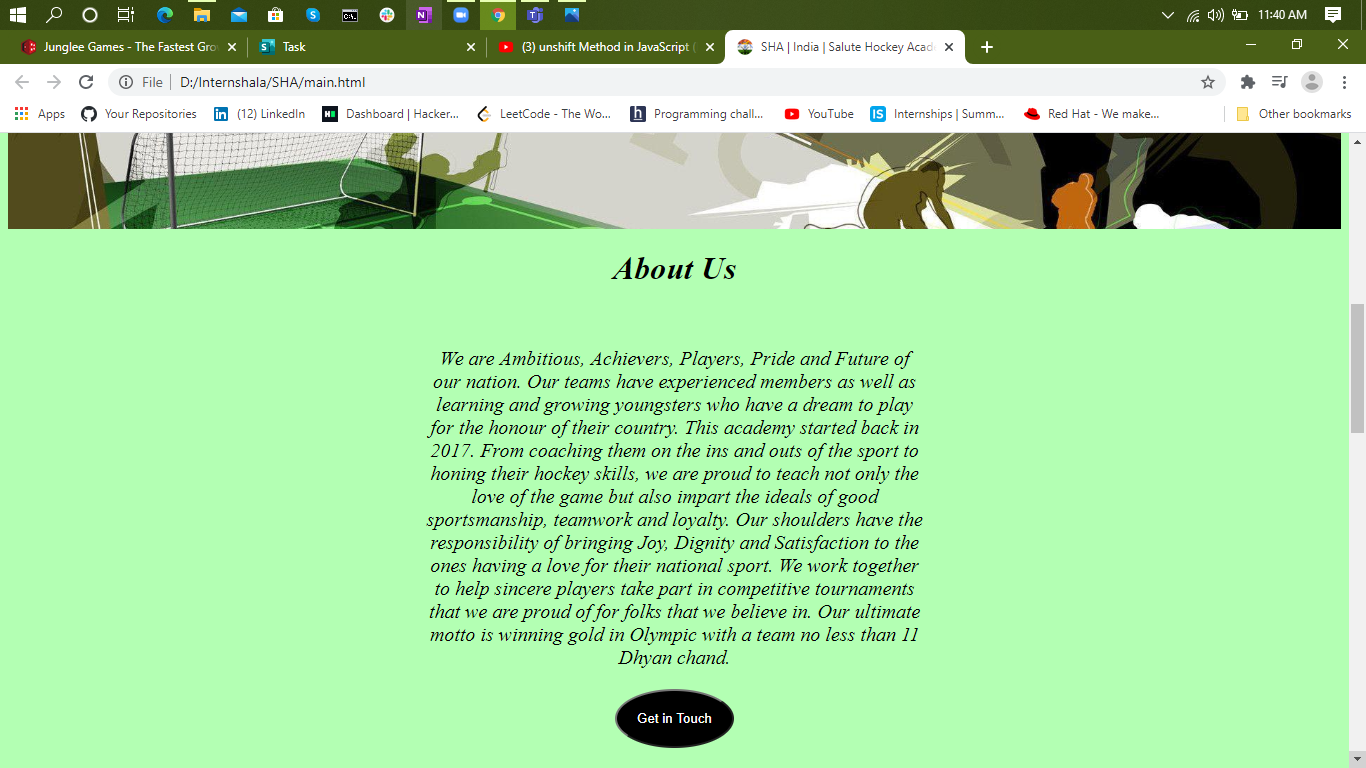 11:40 AM
Junglee Games - The Fastest Gro
Task
(3) unshift Method in JavaScript (
SHA | India | Salute Hockey Acad
File
D:/Internshala/SHA/main.html
Apps
Your Repositories
(12) LinkedIn
Dashboard | Hacker...
LeetCode - The Wo...
Programming chall...
YouTube
Internships | Summ...
Red Hat - We make...
Other bookmarks
About Us
We are Ambitious, Achievers, Players, Pride and Future of
our nation. Our teams have experienced members as well as
learning and growing youngsters who have a dream to play
for the honour of their country. This academy started back in
2017. From coaching them on the ins and outs of the sport to
honing their hockey skills, we are proud to teach not only the
love of the game but also impart the ideals of good
sportsmanship, teamwork and loyalty. Our shoulders have the
responsibility of bringing Joy, Dignity and Satisfaction to the
ones having a love for their national sport. We work together
to help sincere players take part in competitive tournaments
that we are proud of for folks that we believe in. Our ultimate
motto is winning gold in Olympic with a team no less than 11
Dhyan chand.
Get in Touch